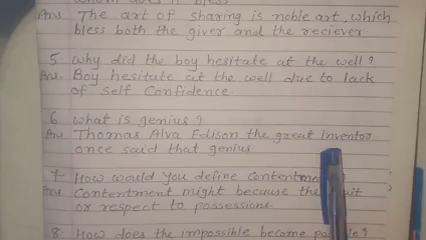 Ans The art of sharing is noble art, which
bless both the giver and the reciever
5 why did the boy hesitate at the well?
Ans. Boy hesitate at the well due to lack
of self Confidence
6 what is genius?
Ans Thomas Alva Edison the great Inventor
once said that genius
7- How would you define
Ans Contentment might because the
or respect to possessions.
8. How does the impossible become